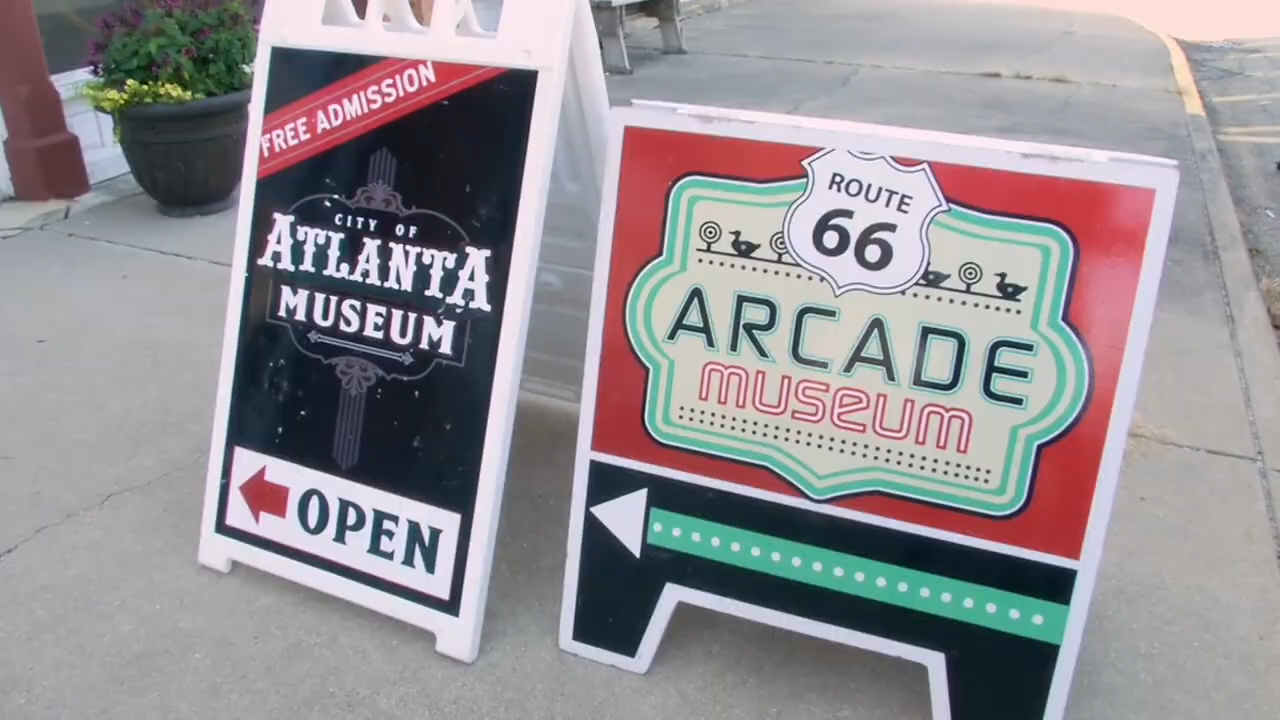 FREE ADMISSION
CITY OF
ATLANTA
MUSEUM
OPEN
ROUTE
66
ARCADE
museum